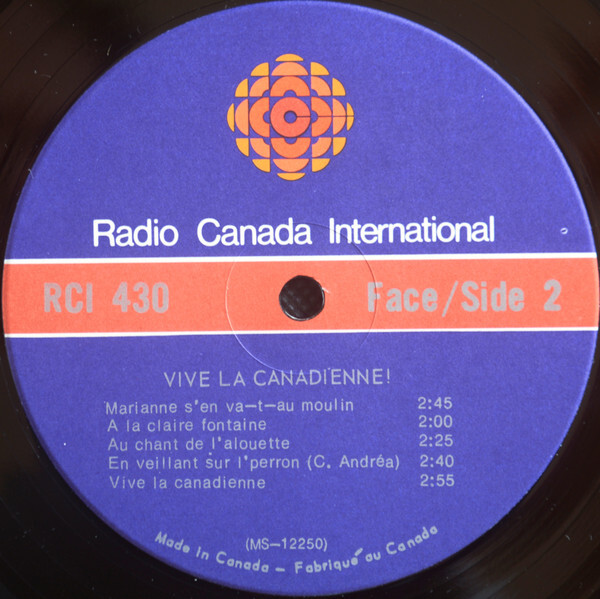 Radio Canada International
RCI 430 Face/Side 2
VIVE LA CANADIENNE!
Marianne s'en va-t-au moulin 2:45
A la claire fontaine 2:00
Au chant de l'alouette 2:25
En veillant sur l'perron (C. Andréa) 2:40
Vive la canadienne 2:55
(MS-12250)
Made in Canada – Fabriqué au Canada